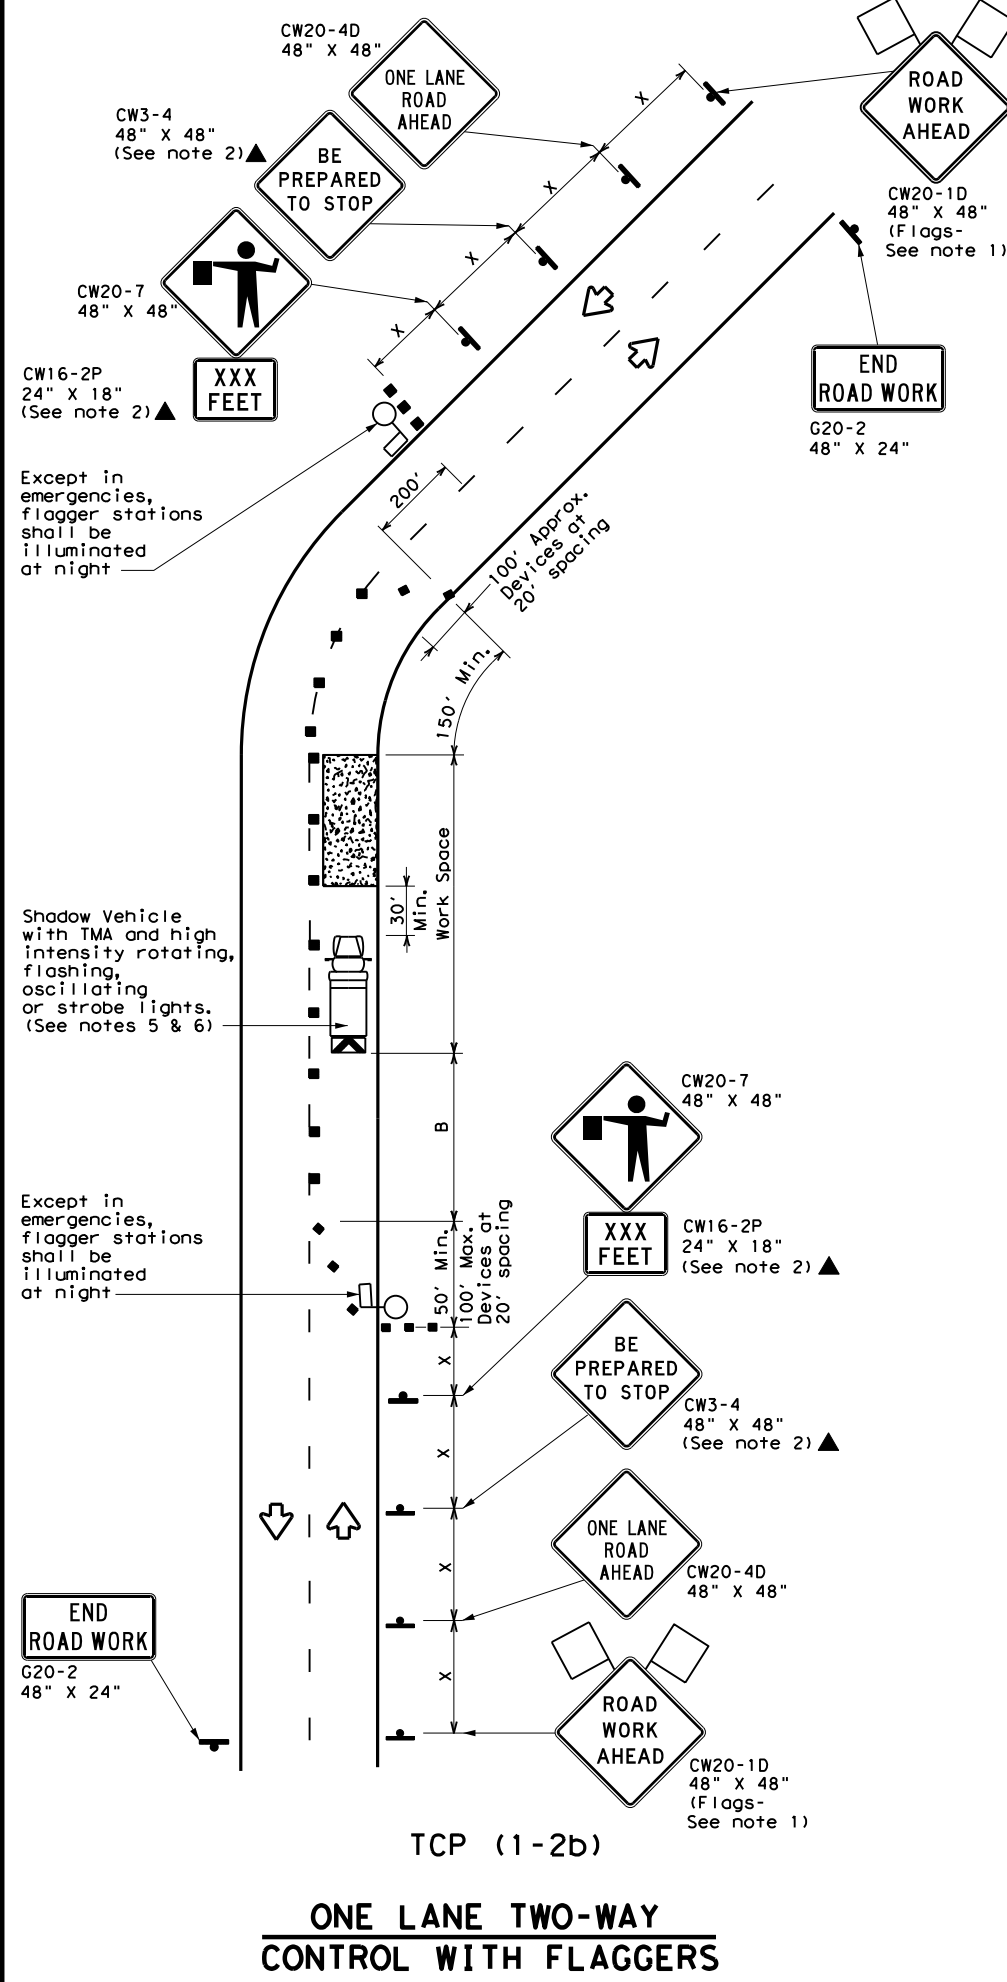 CW20-4D
48" X 48"
ONE LANE
ROAD
AHEAD
CW3-4
48" X 48"
(See note 2)
BE
PREPARED
TO STOP
CW20-7
48" X 48"
CW16-2P
24" X 18"
(See note 2)
XXX
FEET
X
X
X
X
ROAD
WORK
AHEAD
CW20-1D
48" X 48"
(Flags-
See note 1)
END
ROAD WORK
G20-2
48" X 24"
Except in
emergencies,
flagger stations
shall be
illuminated
at night
200'
100' Approx.
Devices at
20' spacing
150' Min.
Work Space
30'
Min.
Shadow Vehicle
with TMA and high
intensity rotating,
flashing,
oscillating
or strobe lights.
(See notes 5 & 6)
B
CW20-7
48" X 48"
XXX
FEET
CW16-2P
24" X 18"
(See note 2)
Except in
emergencies,
flagger stations
shall be
illuminated
at night
50' Min.
100' Max.
Devices at
20' spacing
X
X
X
X
BE
PREPARED
TO STOP
CW3-4
48" X 48"
(See note 2)
ONE LANE
ROAD
AHEAD
CW20-4D
48" X 48"
END
ROAD WORK
G20-2
48" X 24"
ROAD
WORK
AHEAD
CW20-1D
48" X 48"
(Flags-
See note 1)
TCP (1-2b)
ONE LANE TWO-WAY
CONTROL WITH FLAGGERS